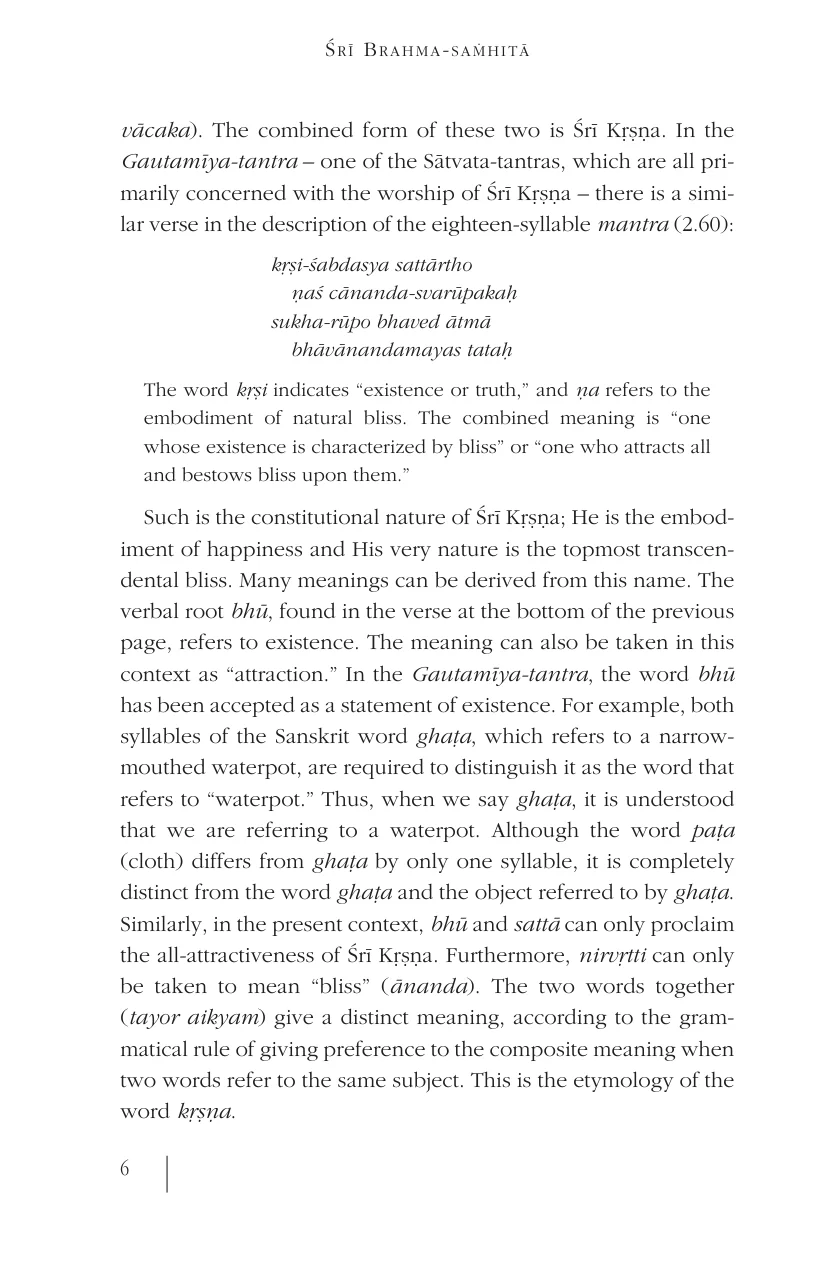 Śrī Brahma-saṁhitā
vācaka). The combined form of these two is Śrī Kṛṣṇa. In the
Gautamīya-tantra – one of the Sātvata-tantras, which are all pri-
marily concerned with the worship of Śrī Kṛṣṇa – there is a simi-
lar verse in the description of the eighteen-syllable mantra (2.60):
kṛṣi-śabdasya sattārtho
ṇaś cānanda-svarūpakaḥ
sukha-rūpo bhaved ātmā
bhāvānandamayas tataḥ
The word kṛṣi indicates “existence or truth,” and ṇa refers to the
embodiment of natural bliss. The combined meaning is “one
whose existence is characterized by bliss” or “one who attracts all
and bestows bliss upon them.”
Such is the constitutional nature of Śrī Kṛṣṇa; He is the embod-
iment of happiness and His very nature is the topmost transcen-
dental bliss. Many meanings can be derived from this name. The
verbal root bhū, found in the verse at the bottom of the previous
page, refers to existence. The meaning can also be taken in this
context as “attraction.” In the Gautamīya-tantra, the word bhū
has been accepted as a statement of existence. For example, both
syllables of the Sanskrit word ghaṭa, which refers to a narrow-
mouthed waterpot, are required to distinguish it as the word that
refers to “waterpot.” Thus, when we say ghaṭa, it is understood
that we are referring to a waterpot. Although the word paṭa
(cloth) differs from ghaṭa by only one syllable, it is completely
distinct from the word ghaṭa and the object referred to by ghaṭa.
Similarly, in the present context, bhū and sattā can only proclaim
the all-attractiveness of Śrī Kṛṣṇa. Furthermore, nirvṛtti can only
be taken to mean “bliss” (ānanda). The two words together
(tayor aikyam) give a distinct meaning, according to the gram-
matical rule of giving preference to the composite meaning when
two words refer to the same subject. This is the etymology of the
word kṛṣṇa.
6